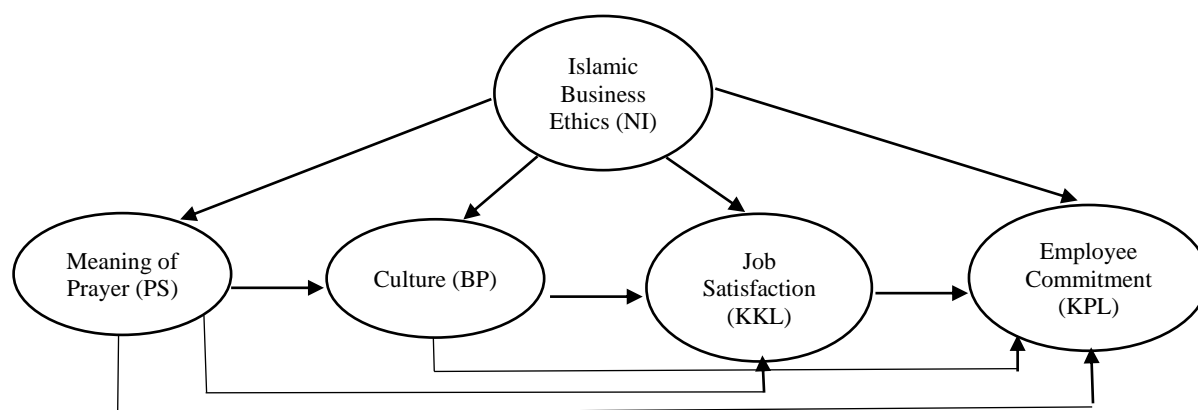 Islamic
Business
Ethics (NI)
Meaning of
Prayer (PS)
Culture (BP)
Job
Satisfaction
(KKL)
Employee
Commitment
(KPL)